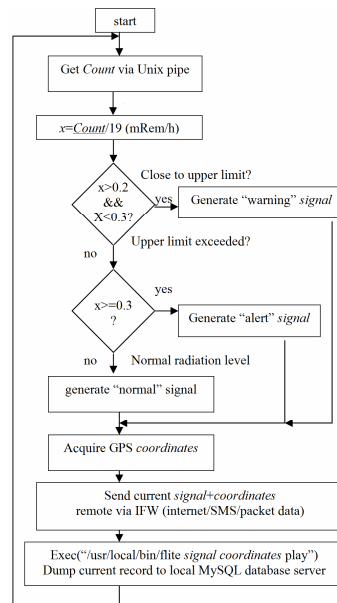 start
Get Count via Unix pipe
x=Count/19 (mRem/h)
Close to upper limit?
x>0.2
&&
X<0.3?
yes
Generate “warning” signal
Upper limit exceeded?
no
x>=0.3
?
yes
Generate “alert” signal
no
Normal radiation level
generate “normal” signal
Acquire GPS coordinates
Send current signal+coordinates
remote via IFW (internet/SMS/packet data)
Exec(“/usr/local/bin/flite signal coordinates play”)
Dump current record to local MySQL database server